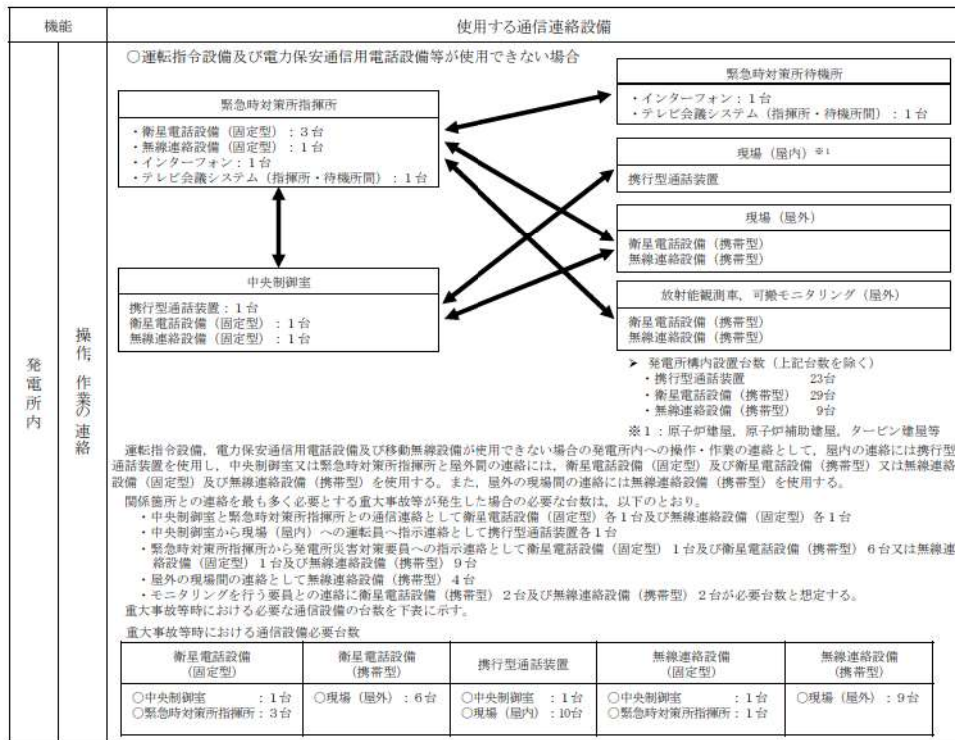 機能
使用する通信連絡設備
発電所内
操作，作業の連絡
○運転指令設備及び電力保安通信用電話設備等が使用できない場合
緊急時対策所指揮所
・衛星電話設備（固定型）：3台
・無線連絡設備（固定型）：1台
・インターフォン：1台
・テレビ会議システム（指揮所・待機所間）：1台
中央制御室
携行型通話装置：1台
衛星電話設備（固定型）：1台
無線連絡設備（固定型）：1台
緊急時対策所待機所
・インターフォン：1台
・テレビ会議システム（指揮所・待機所間）：1台
現場（屋内）※1
携行型通話装置
現場（屋外）
衛星電話設備（携帯型）
無線連絡設備（携帯型）
放射能観測車，可搬モニタリング（屋外）
衛星電話設備（携帯型）
無線連絡設備（携帯型）
➤ 発電所構内設置台数（上記台数を除く）
・携行型通話装置 23台
・衛星電話設備（携帯型） 29台
・無線連絡設備（携帯型） 9台
※1：原子炉建屋，原子炉補助建屋，タービン建屋等
運転指令設備，電力保安通信用電話設備及び移動無線設備が使用できない場合の発電所内への操作・作業の連絡として，屋内の連絡には携行型
通話装置を使用し，中央制御室又は緊急時対策所指揮所と屋外間の連絡には，衛星電話設備（固定型）及び衛星電話設備（携帯型）又は無線連絡
設備（固定型）及び無線連絡設備（携帯型）を使用する。また，屋外の現場間の連絡には無線連絡設備（携帯型）を使用する。
関係箇所との連絡を最も多く必要とする重大事故等が発生した場合の必要な台数は，以下のとおり。
・中央制御室と緊急時対策所指揮所との通信連絡として衛星電話設備（固定型）各1台及び無線連絡設備（固定型）各1台
・中央制御室から現場（屋内）への運転員へ指示連絡として携行型通話装置各1台
・緊急時対策所指揮所から発電所災害対策要員への指示連絡として衛星電話設備（固定型）1台及び衛星電話設備（携帯型）6台又は無線連
絡設備（固定型）1台及び無線連絡設備（携帯型）9台
・屋外の現場間の連絡として無線連絡設備（携帯型）4台
・モニタリングを行う要員との連絡に衛星電話設備（携帯型）2台及び無線連絡設備（携帯型）2台が必要台数と想定する。
重大事故等時における必要な通信設備の台数を下表に示す。
重大事故等時における通信設備必要台数
衛星電話設備（固定型）
衛星電話設備（携帯型）
携行型通話装置
無線連絡設備（固定型）
無線連絡設備（携帯型）
○中央制御室 ：1台
○緊急時対策所指揮所：3台
○現場（屋外）：6台
○中央制御室 ：1台
○現場（屋内）：10台
○中央制御室 ：1台
○緊急時対策所指揮所：1台
○現場（屋外）：9台